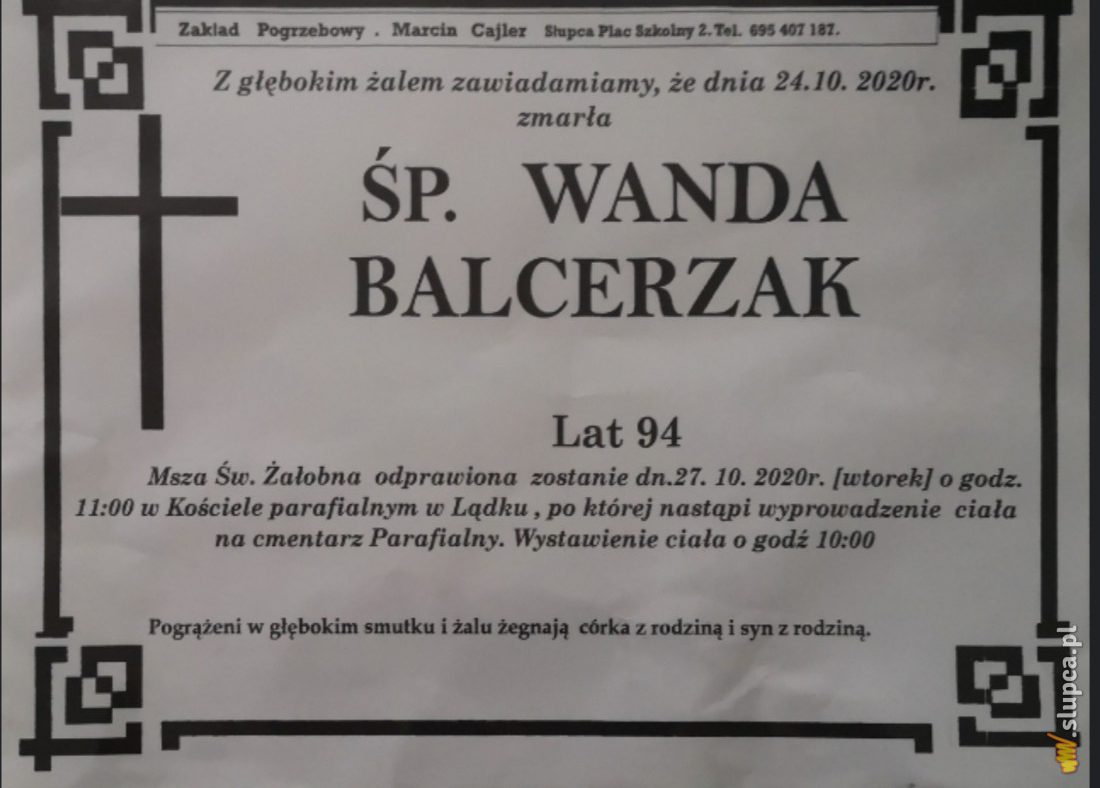 Zakład Pogrzebowy . Marcin Cajler Słupca Plac Szkolny 2. Tel. 695 407 187.
Z głębokim żalem zawiadamiamy, że dnia 24.10. 2020r.
zmarła
ŚP. WANDA
BALCERZAK
Lat 94
Msza Św. Żałobna odprawiona zostanie dn.27. 10. 2020r. [wtorek] o godz.
11:00 w Kościele parafialnym w Lądku , po której nastąpi wyprowadzenie ciała
na cmentarz Parafialny. Wystawienie ciała o godź 10:00
Pogrążeni w głębokim smutku i żalu żegnają córka z rodziną i syn z rodziną.
.slupca.pl